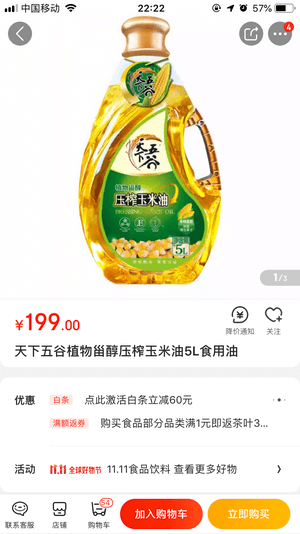 中国移动
22:22
57%
4
天下五谷
植物甾醇
压榨玉米油
5L
1/3
¥199.00
降价通知
关注
天下五谷植物甾醇压榨玉米油5L食用油
优惠
白条
点此激活白条立减60元
满额返券
购买食品部分品类满1元即返茶叶3...
活动
11.11 全球好物节
11.11食品饮料 查看更多好物
联系客服
店铺
54
购物车
加入购物车
立即购买